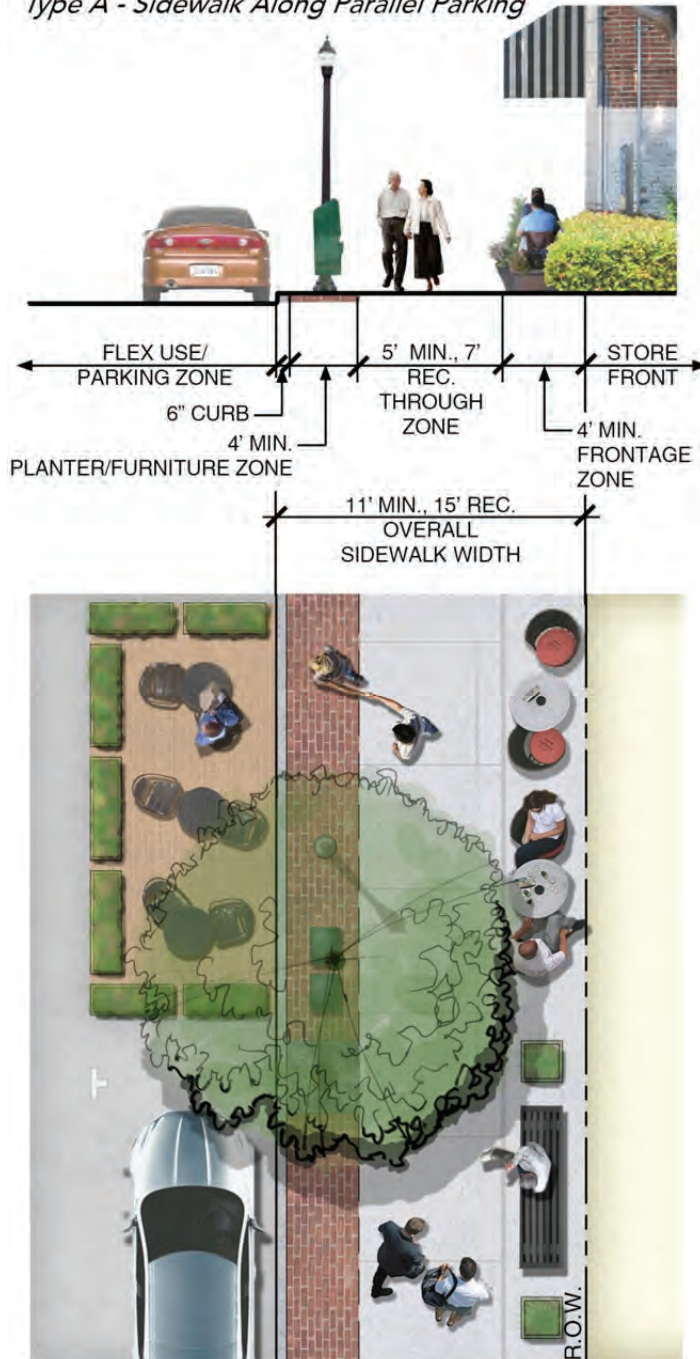 Type A - Sidewalk Along Parallel Parking
FLEX USE/
PARKING ZONE
5' MIN., 7'
REC.
THROUGH
ZONE
STORE
FRONT
6" CURB
4' MIN.
PLANTER/FURNITURE ZONE
4' MIN.
FRONTAGE
ZONE
11' MIN., 15' REC.
OVERALL
SIDEWALK WIDTH
T
R.O.W.